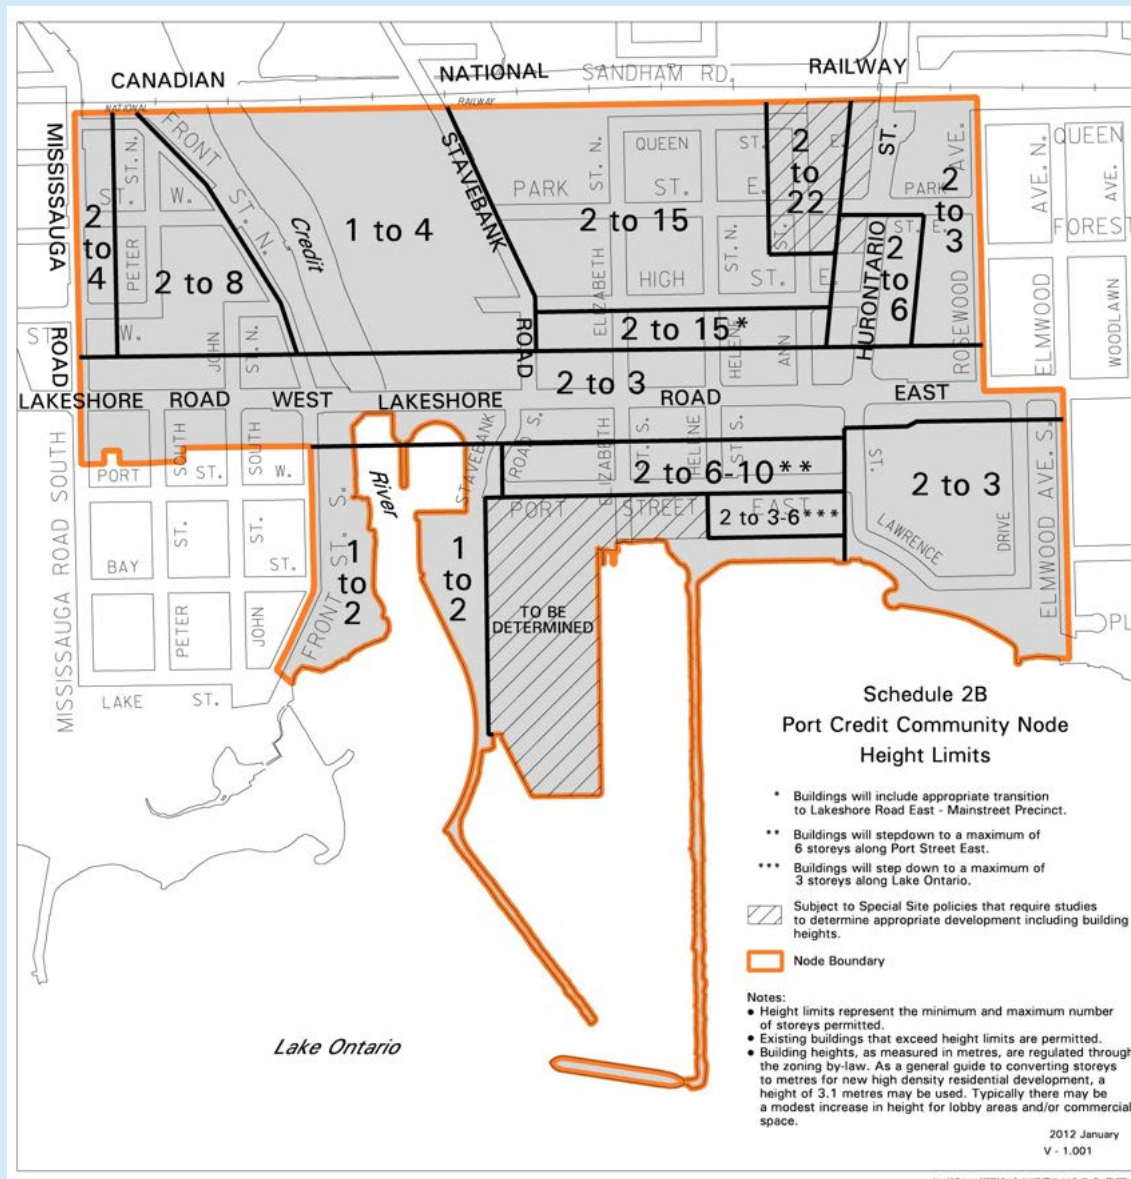 CANADIAN
NATIONAL
SANDHAM RD.
RAILWAY
NATIONAL
RAILWAY
MISSISSAUGA
ROAD
FRONT
ST. N.
ST. N.
PETER
ST.
W.
2
to
4
2 to 8
W.
JOHN
ST. N.
Credit
1 to 4
STAVEBANK
ROAD
PARK
ST.
E.
ST. N.
ELIZABETH
QUEEN
ST.
E.
2 to 15
HIGH
ST.
E.
ST. N.
HELENE
ST.
ANN
2
to
22
2 to 15*
ST.
HURONTARIO
2
to
6
PARK
ST. E.
AVE.
ROSEWOOD
2
to
3
AVE. N.
ELMWOOD
QUEEN
FOREST
AVE.
WOODLAWN
ST.
2 to 3
LAKESHORE
ROAD
WEST
LAKESHORE
ROAD
EAST
MISSISSAUGA ROAD SOUTH
PORT
ST.
W.
SOUTH
SOUTH
BAY
ST.
ST.
ST.
PETER
JOHN
LAKE
ST.
FRONT
ST. S.
1
to
2
River
STAVEBANK
ROAD S.
1
to
2
ELIZABETH
ST. S.
HELENE
ST. S.
2 to 6-10**
PORT
STREET
EAST
2 to 3-6***
TO BE
DETERMINED
ST.
2 to 3
LAWRENCE
DRIVE
ELMWOOD AVE. S.
Schedule 2B
Port Credit Community Node
Height Limits
* Buildings will include appropriate transition
to Lakeshore Road East - Mainstreet Precinct.
** Buildings will stepdown to a maximum of
6 storeys along Port Street East.
*** Buildings will step down to a maximum of
3 storeys along Lake Ontario.
Subject to Special Site policies that require studies
to determine appropriate development including building
heights.
Node Boundary
Notes:
• Height limits represent the minimum and maximum number
of storeys permitted.
• Existing buildings that exceed height limits are permitted.
• Building heights, as measured in metres, are regulated through
the zoning by-law. As a general guide to converting storeys
to metres for new high density residential development, a
height of 3.1 metres may be used. Typically there may be
a modest increase in height for lobby areas and/or commercial
space.
2012 January
V - 1.001
Lake Ontario